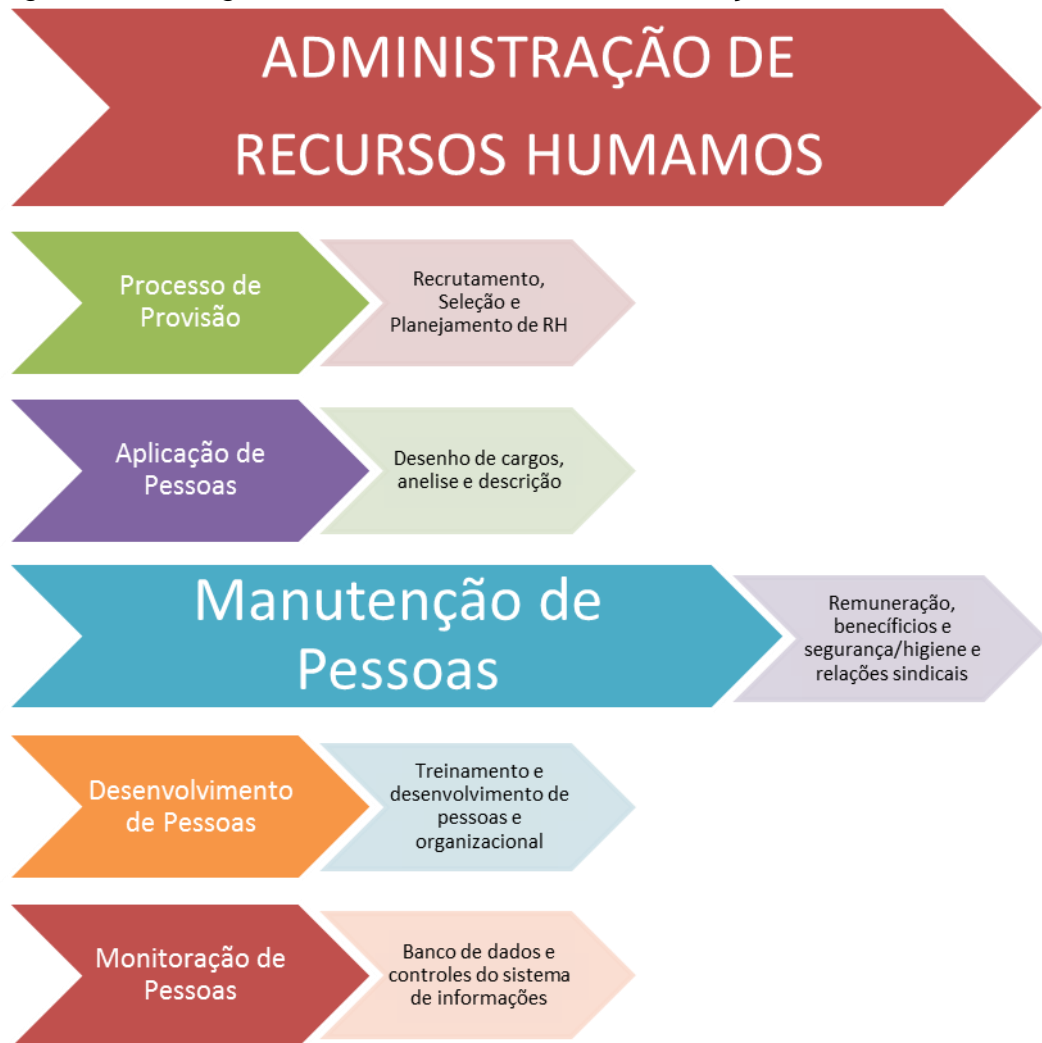 ADMINISTRAÇÃO DE
RECURSOS HUMAMOS
Processo de
Provisão
Recrutamento,
Seleção e
Planejamento de RH
Aplicação de
Pessoas
Desenho de cargos,
anelise e descrição
Manutenção de
Pessoas
Remuneração,
benecíficios e
segurança/higiene e
relações sindicais
Desenvolvimento
de Pessoas
Treinamento e
desenvolvimento de
pessoas e
organizacional
Monitoração de
Pessoas
Banco de dados e
controles do sistema
de informações